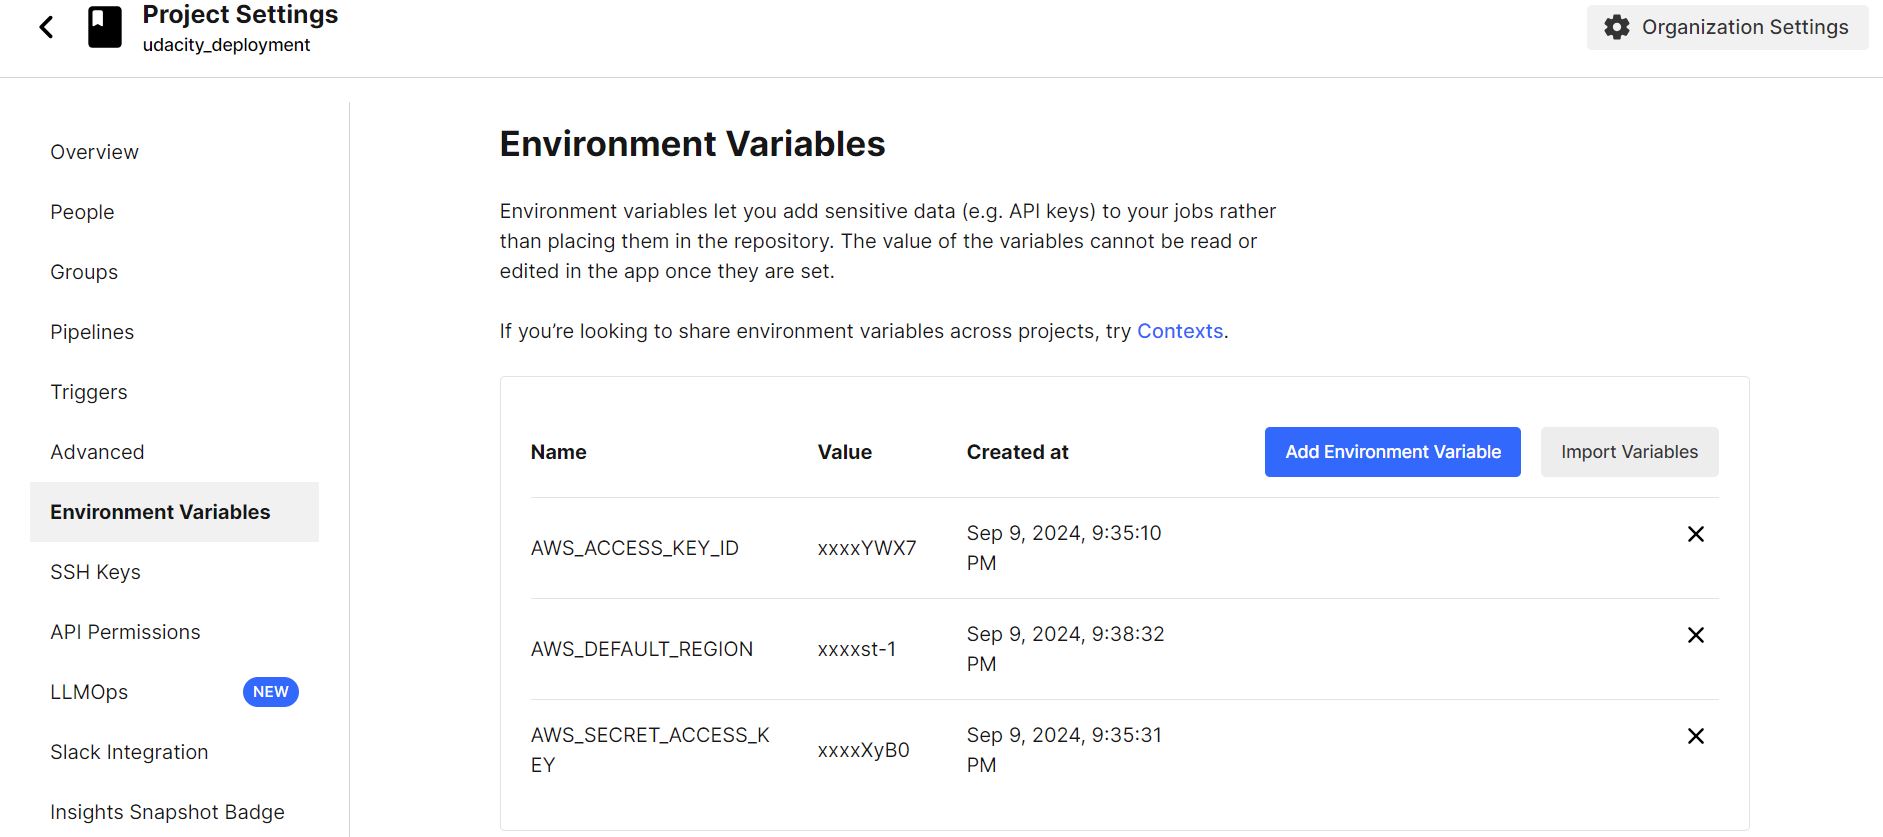 Project Settings
udacity_deployment
Organization Settings
Overview
People
Groups
Pipelines
Triggers
Advanced
Environment Variables
SSH Keys
API Permissions
LLMOps NEW
Slack Integration
Insights Snapshot Badge
Environment Variables
Environment variables let you add sensitive data (e.g. API keys) to your jobs rather
than placing them in the repository. The value of the variables cannot be read or
edited in the app once they are set.
If you’re looking to share environment variables across projects, try Contexts.
Name Value Created at Add Environment Variable Import Variables
AWS_ACCESS_KEY_ID xxxxYWX7 Sep 9, 2024, 9:35:10
PM
AWS_DEFAULT_REGION xxxxst-1 Sep 9, 2024, 9:38:32
PM
AWS_SECRET_ACCESS_K xxxxXyB0 Sep 9, 2024, 9:35:31
EY PM